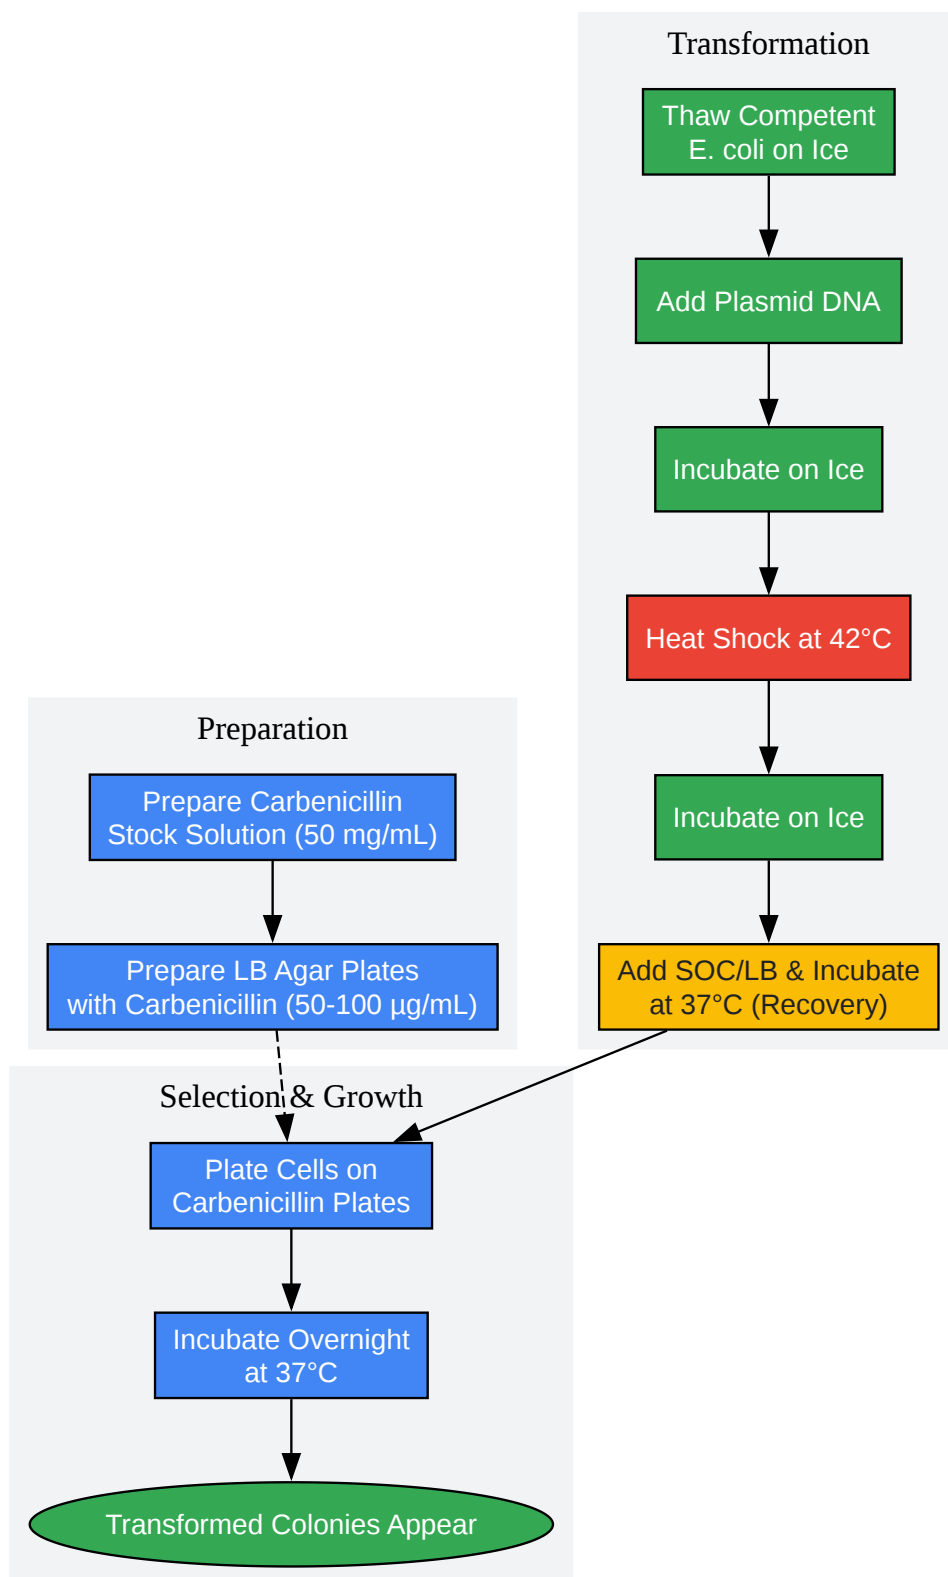 Transformation
Thaw Competent
E. coli on Ice
Add Plasmid DNA
Incubate on Ice
Heat Shock at 42°C
Incubate on Ice
Add SOC/LB & Incubate
at 37°C (Recovery)
Preparation
Prepare Carbenicillin
Stock Solution (50 mg/mL)
Prepare LB Agar Plates
with Carbenicillin (50-100 µg/mL)
Selection & Growth
Plate Cells on
Carbenicillin Plates
Incubate Overnight
at 37°C
Transformed Colonies Appear